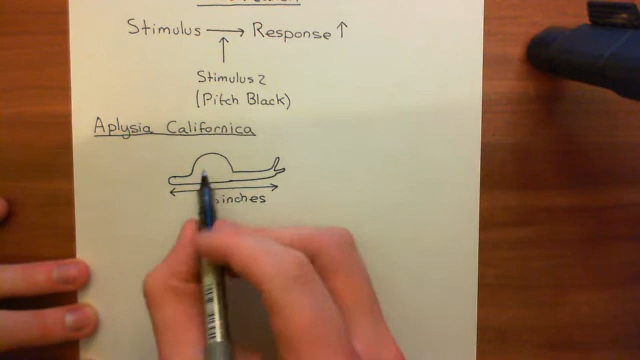 Stimulus → Response ↑
↑
Stimulus 2
(Pitch Black)
Aplysia Californica
inches